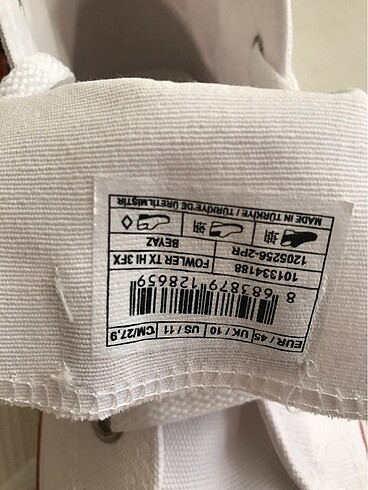 EUR / 45 UK / 10 US / 11 CM/27,9
8 683879 128659
101334188 FOWLER TX HI 3FX
1205256-2PR BEYAZ
MADE IN TÜRKİYE / TÜRKİYE'DE ÜRETİLMİŞTİR